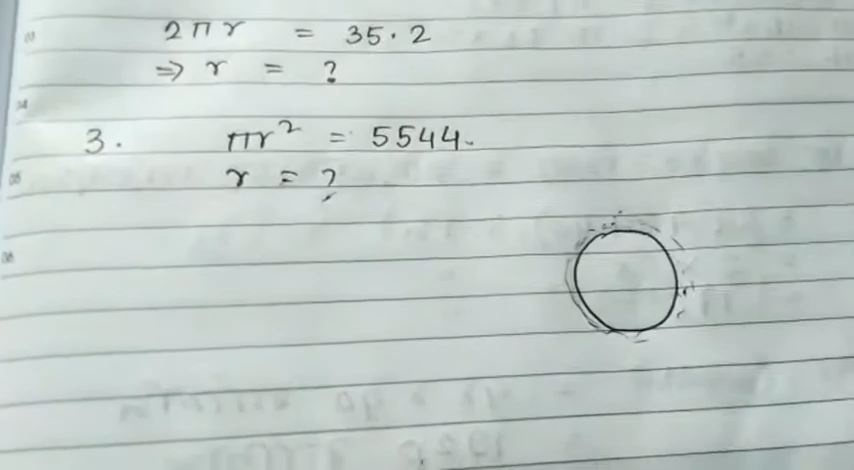 2πr = 35.2
⇒ r = ?
3. πr² = 5544.
r = ?